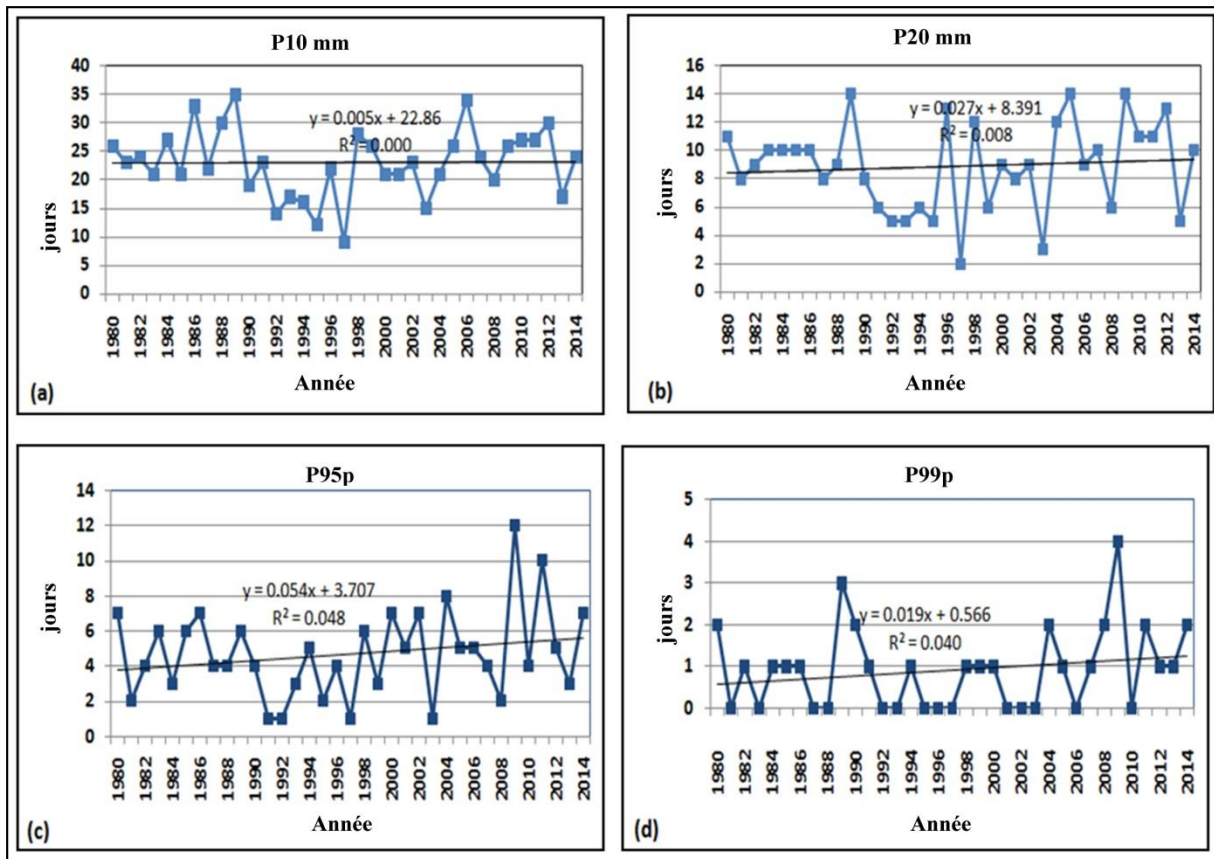 P10 mm
40
35
30
25
20
15
10
5
0
jours
y = 0.005x + 22.86
R² = 0.000
1980 1982 1984 1986 1988 1990 1992 1994 1996 1998 2000 2002 2004 2006 2008 2010 2012 2014
Année
(a)
P20 mm
16
14
12
10
8
6
4
2
0
jours
y = 0.027x + 8.391
R² = 0.008
1980 1982 1984 1986 1988 1990 1992 1994 1996 1998 2000 2002 2004 2006 2008 2010 2012 2014
Année
(b)
P95p
14
12
10
8
6
4
2
0
jours
y = 0.054x + 3.707
R² = 0.048
1980 1982 1984 1986 1988 1990 1992 1994 1996 1998 2000 2002 2004 2006 2008 2010 2012 2014
Année
(c)
P99p
5
4
3
2
1
0
jours
y = 0.019x + 0.566
R² = 0.040
1980 1982 1984 1986 1988 1990 1992 1994 1996 1998 2000 2002 2004 2006 2008 2010 2012 2014
Année
(d)